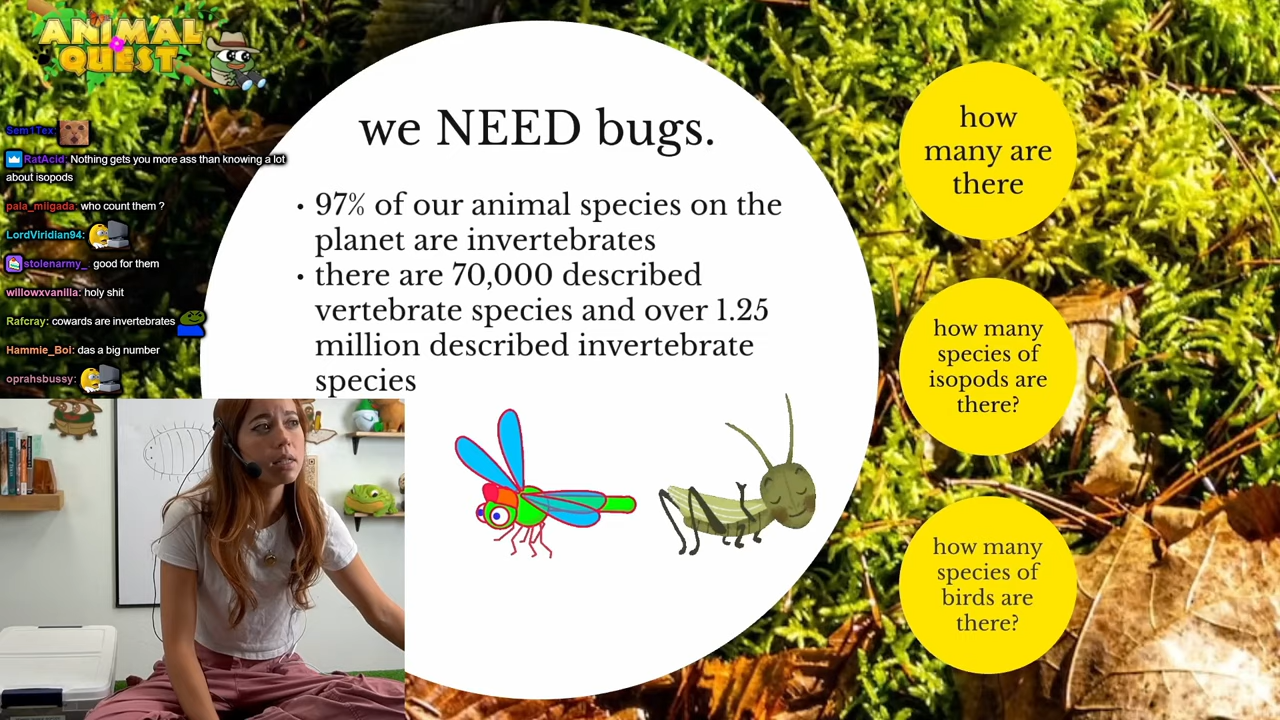 ANIMAL
QUEST
Sem1Tex:
RatAcid: Nothing gets you more ass than knowing a lot
about isopods
paia_miigada: who count them ?
LordViridian94:
stolenarmy_: good for them
willowxvanilla: holy shit
Rafcray: cowards are invertebrates
Hammie_Boi: das a big number
oprahsbussy:
we NEED bugs.
• 97% of our animal species on the
planet are invertebrates
• there are 70,000 described
vertebrate species and over 1.25
million described invertebrate
species
how
many are
there
how many
species of
isopods are
there?
how many
species of
birds are
there?